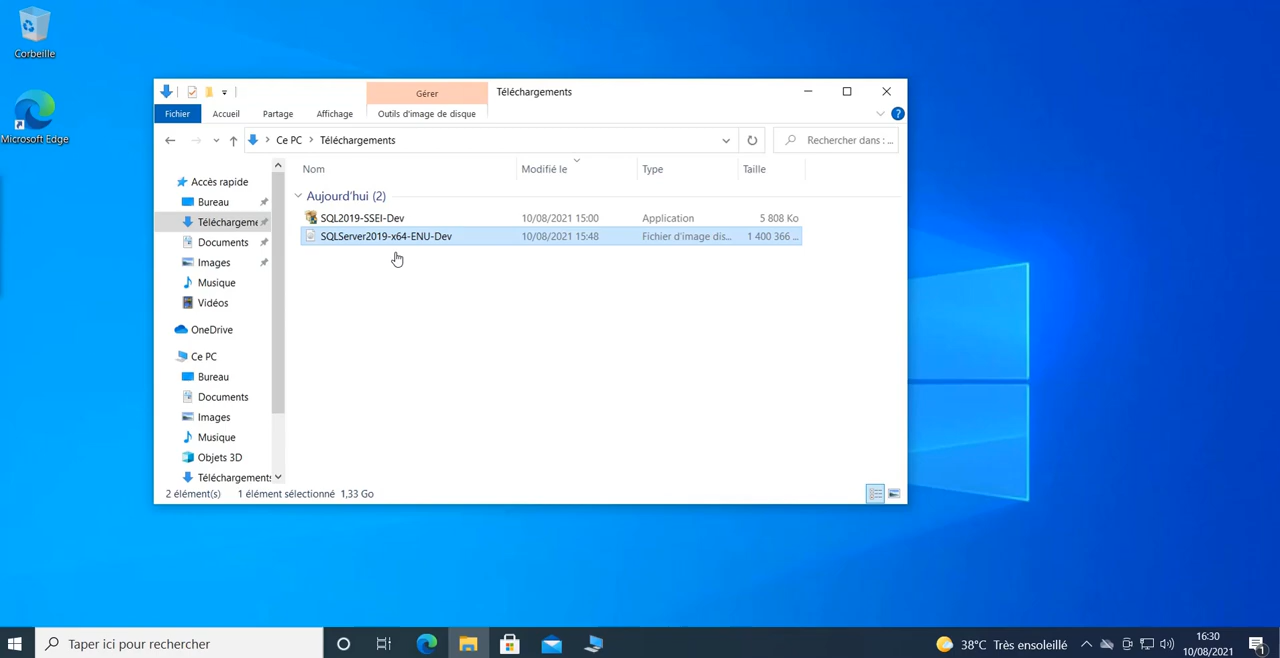 Corbeille
Microsoft Edge
Gérer
Téléchargements
Fichier Accueil Partage Affichage Outils d'image de disque
Ce PC Téléchargements
Rechercher dans : ...
Nom Modifié le Type Taille
Accès rapide
Bureau
Téléchargeme
Documents
Images
Musique
Vidéos
OneDrive
Ce PC
Bureau
Documents
Images
Musique
Objets 3D
Téléchargements
Aujourd'hui (2)
SQL2019-SSEI-Dev 10/08/2021 15:00 Application 5 808 Ko
SQLServer2019-x64-ENU-Dev 10/08/2021 15:48 Fichier d'image dis... 1 400 366 ...
2 élément(s) 1 élément sélectionné 1,33 Go
Taper ici pour rechercher
38°C Très ensoleillé
16:30
10/08/2021
1